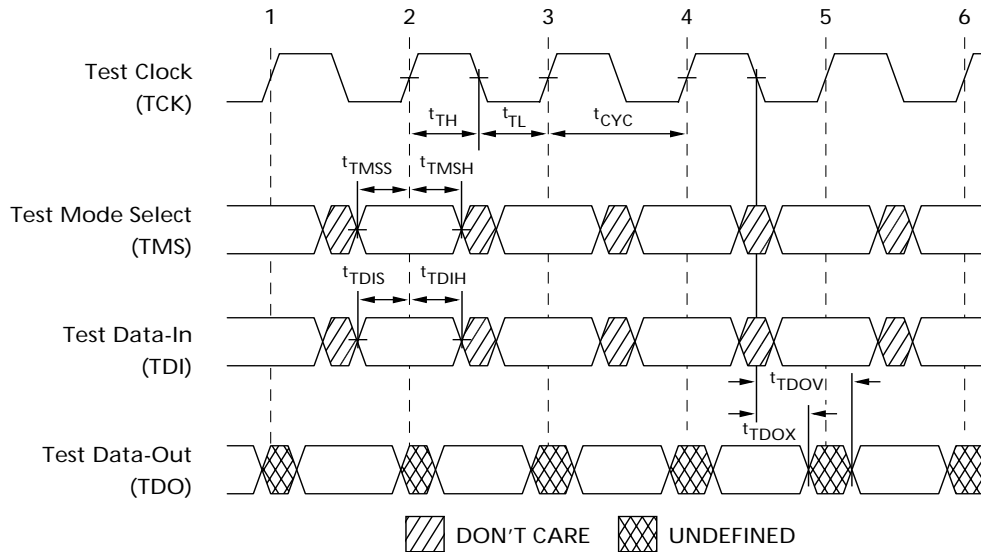 1 2 3 4 5 6
Test Clock
(TCK)
tTH tTL tCYC
tTMSS tTMSH
Test Mode Select
(TMS)
tTDIS tTDIH
Test Data-In
(TDI)
tTDOV
tTDOX
Test Data-Out
(TDO)
DON'T CARE UNDEFINED